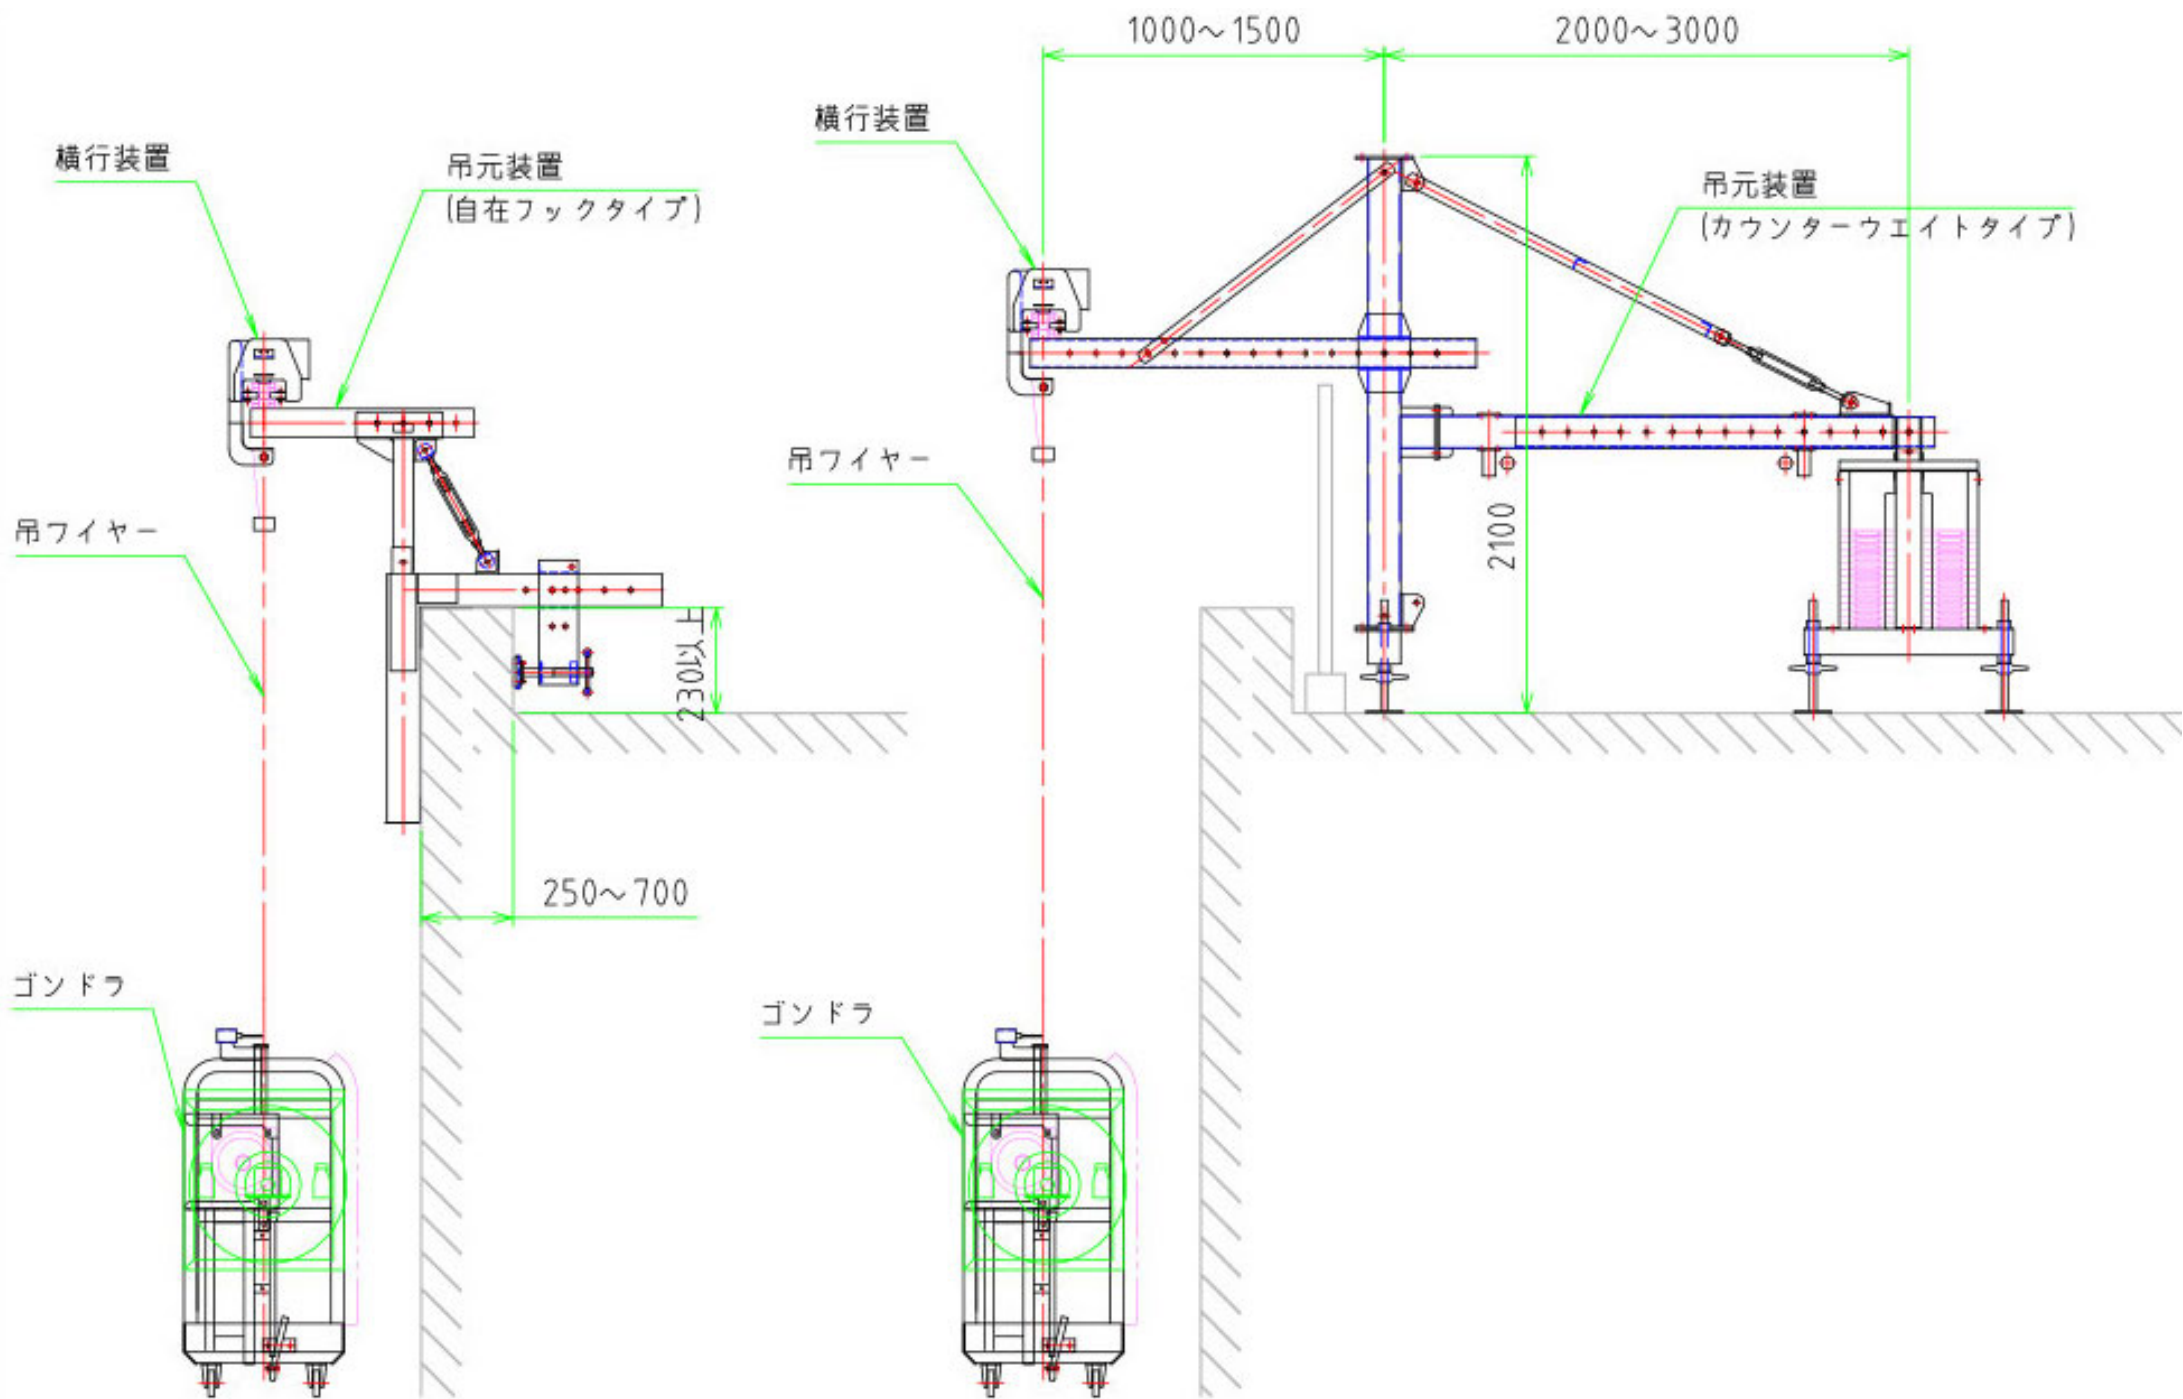 横行装置
吊元装置
(自在フックタイプ)
吊ワイヤー
230以上
250～700
ゴンドラ
1000～1500
2000～3000
横行装置
吊元装置
(カウンターウエイトタイプ)
吊ワイヤー
2100
ゴンドラ